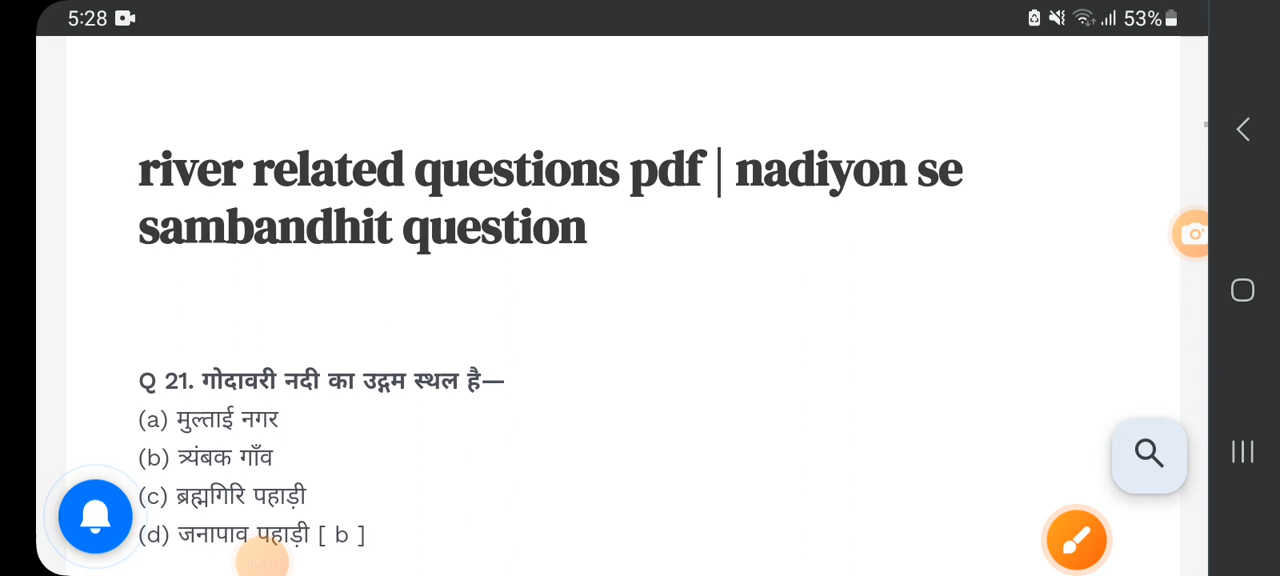 5:28
53%
river related questions pdf | nadiyon se
sambandhit question
Q 21. गोदावरी नदी का उद्गम स्थल है—
(a) मुल्ताई नगर
(b) त्र्यंबक गाँव
(c) ब्रह्मगिरि पहाड़ी
(d) जनापाव पहाड़ी [ b ]